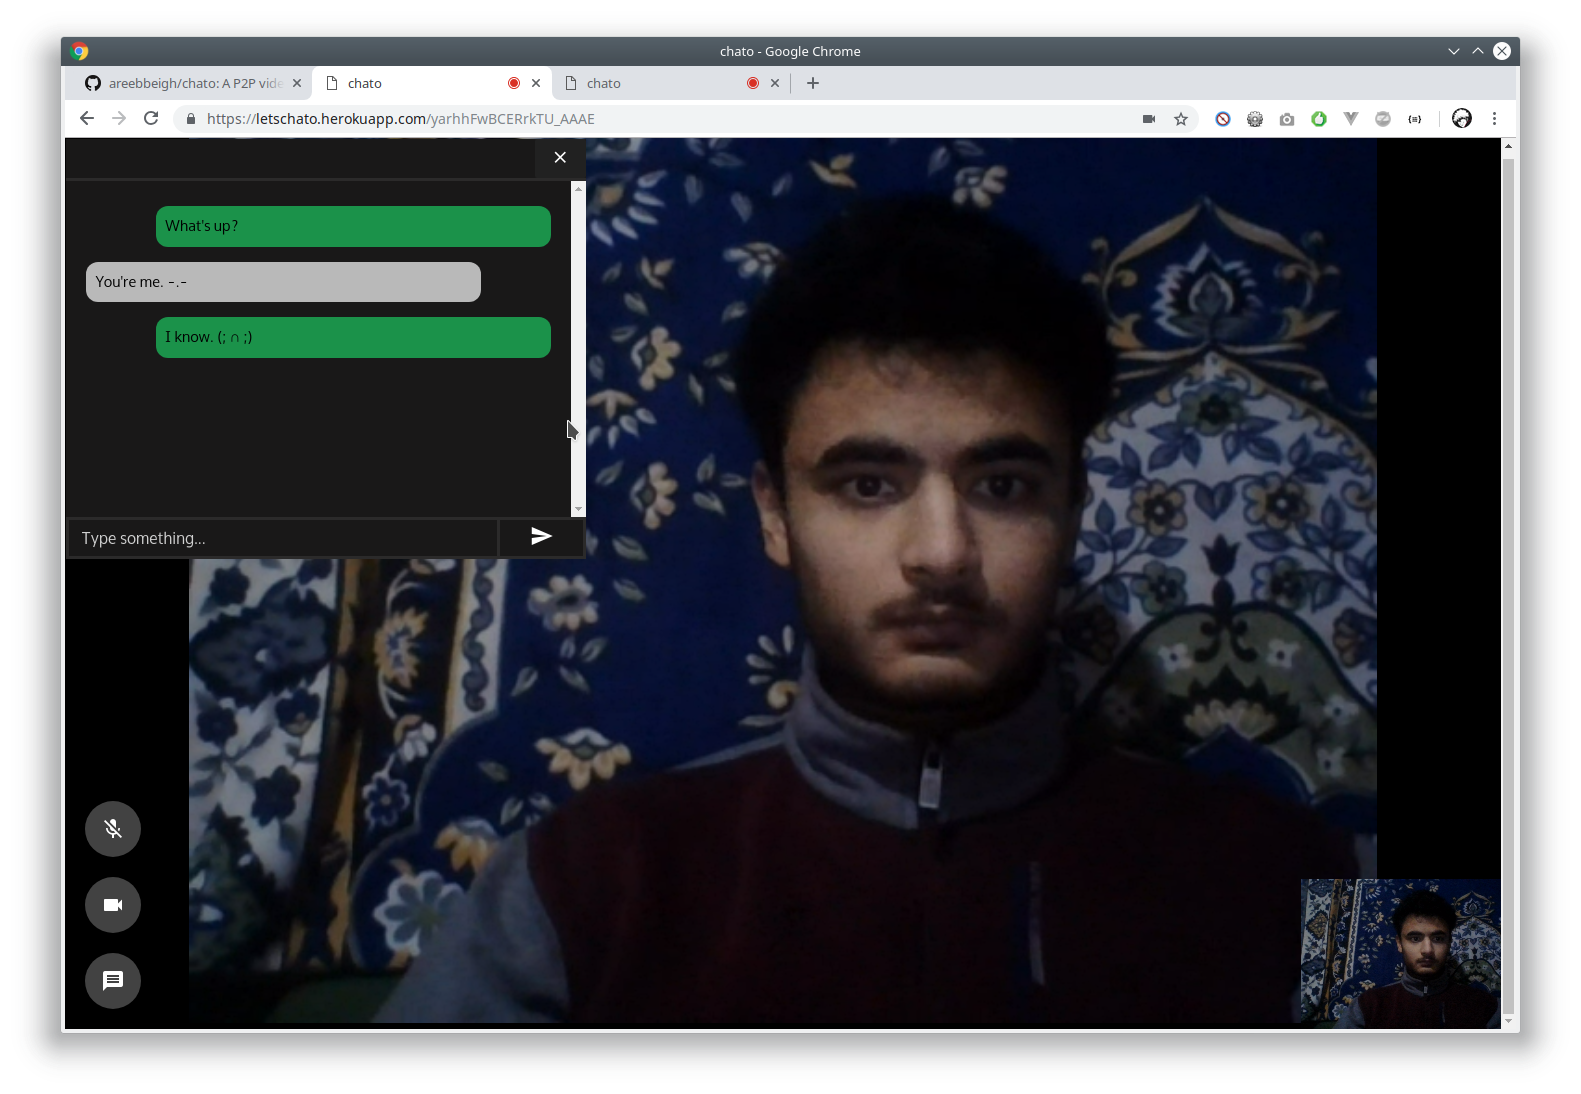 chato - Google Chrome
areebbeigh/chato: A P2P vide
chato
chato
https://letschato.herokuapp.com/yarhhFwBCERrkTU_AAAE
What's up?
You're me. -.-
I know. (; ∩ ;)
Type something...